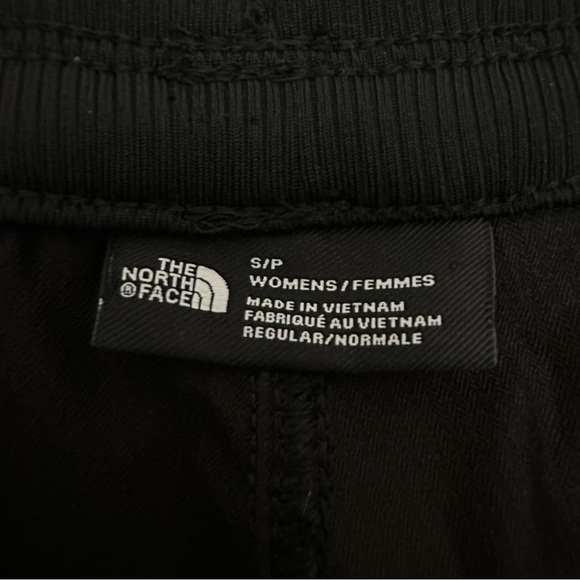 THE
NORTH
®FACE
S/P
WOMENS/FEMMES
MADE IN VIETNAM
FABRIQUÉ AU VIETNAM
REGULAR/NORMALE